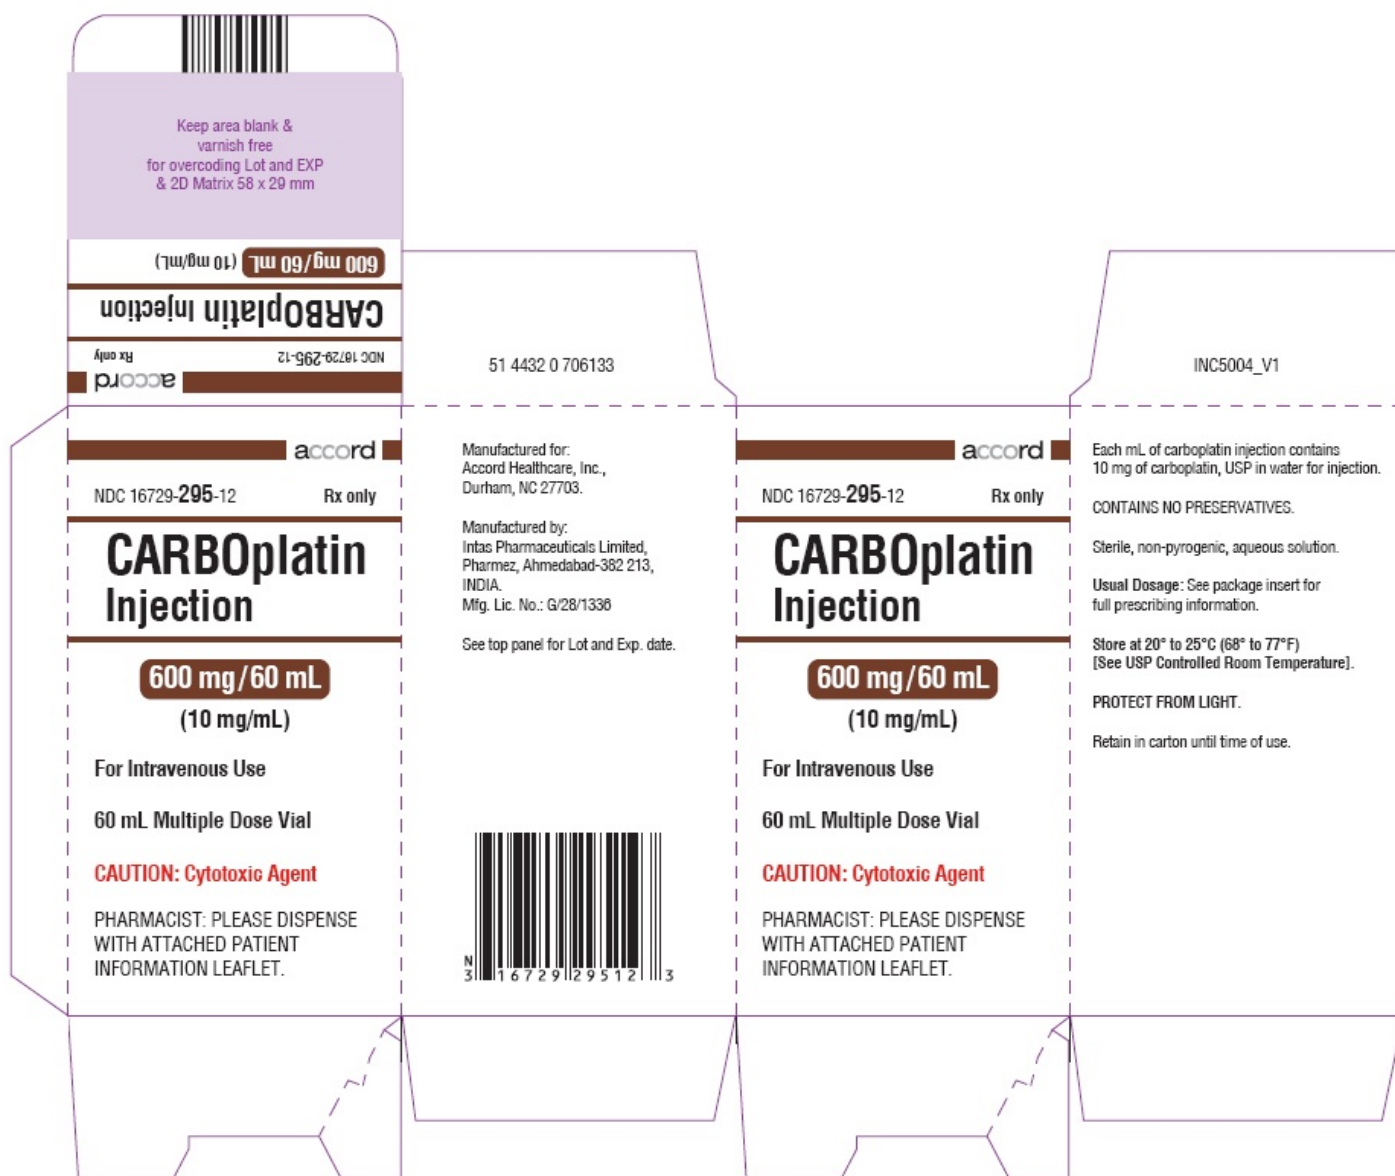 Keep area blank &
varnish free
for overcoding Lot and EXP
& 2D Matrix 58 x 29 mm
accord
NDC 16729-295-12 Rx only
CARBOplatin Injection
600 mg/60 mL (10 mg/mL)
51 4432 0 706133
INC5004_V1
accord
NDC 16729-295-12 Rx only
CARBOplatin
Injection
600 mg/60 mL
(10 mg/mL)
For Intravenous Use
60 mL Multiple Dose Vial
CAUTION: Cytotoxic Agent
PHARMACIST: PLEASE DISPENSE
WITH ATTACHED PATIENT
INFORMATION LEAFLET.
Manufactured for:
Accord Healthcare, Inc.,
Durham, NC 27703.
Manufactured by:
Intas Pharmaceuticals Limited,
Pharmez, Ahmedabad-382 213,
INDIA.
Mfg. Lic. No.: G/28/1336
See top panel for Lot and Exp. date.
N
3 16729 29512 3
accord
NDC 16729-295-12 Rx only
CARBOplatin
Injection
600 mg/60 mL
(10 mg/mL)
For Intravenous Use
60 mL Multiple Dose Vial
CAUTION: Cytotoxic Agent
PHARMACIST: PLEASE DISPENSE
WITH ATTACHED PATIENT
INFORMATION LEAFLET.
Each mL of carboplatin injection contains
10 mg of carboplatin, USP in water for injection.
CONTAINS NO PRESERVATIVES.
Sterile, non-pyrogenic, aqueous solution.
Usual Dosage: See package insert for
full prescribing information.
Store at 20° to 25°C (68° to 77°F)
[See USP Controlled Room Temperature].
PROTECT FROM LIGHT.
Retain in carton until time of use.